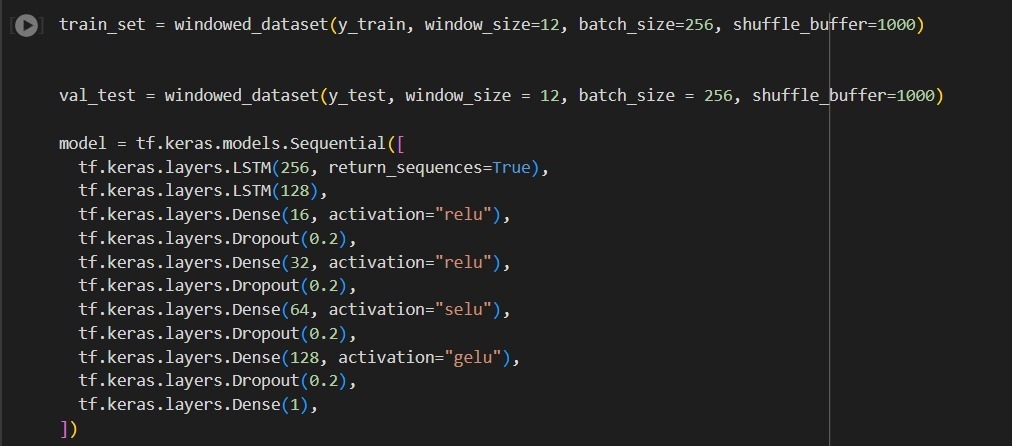 train_set = windowed_dataset(y_train, window_size=12, batch_size=256, shuffle_buffer=1000)
val_test = windowed_dataset(y_test, window_size = 12, batch_size = 256, shuffle_buffer=1000)
model = tf.keras.models.Sequential([
  tf.keras.layers.LSTM(256, return_sequences=True),
  tf.keras.layers.LSTM(128),
  tf.keras.layers.Dense(16, activation="relu"),
  tf.keras.layers.Dropout(0.2),
  tf.keras.layers.Dense(32, activation="relu"),
  tf.keras.layers.Dropout(0.2),
  tf.keras.layers.Dense(64, activation="selu"),
  tf.keras.layers.Dropout(0.2),
  tf.keras.layers.Dense(128, activation="gelu"),
  tf.keras.layers.Dropout(0.2),
  tf.keras.layers.Dense(1),
])